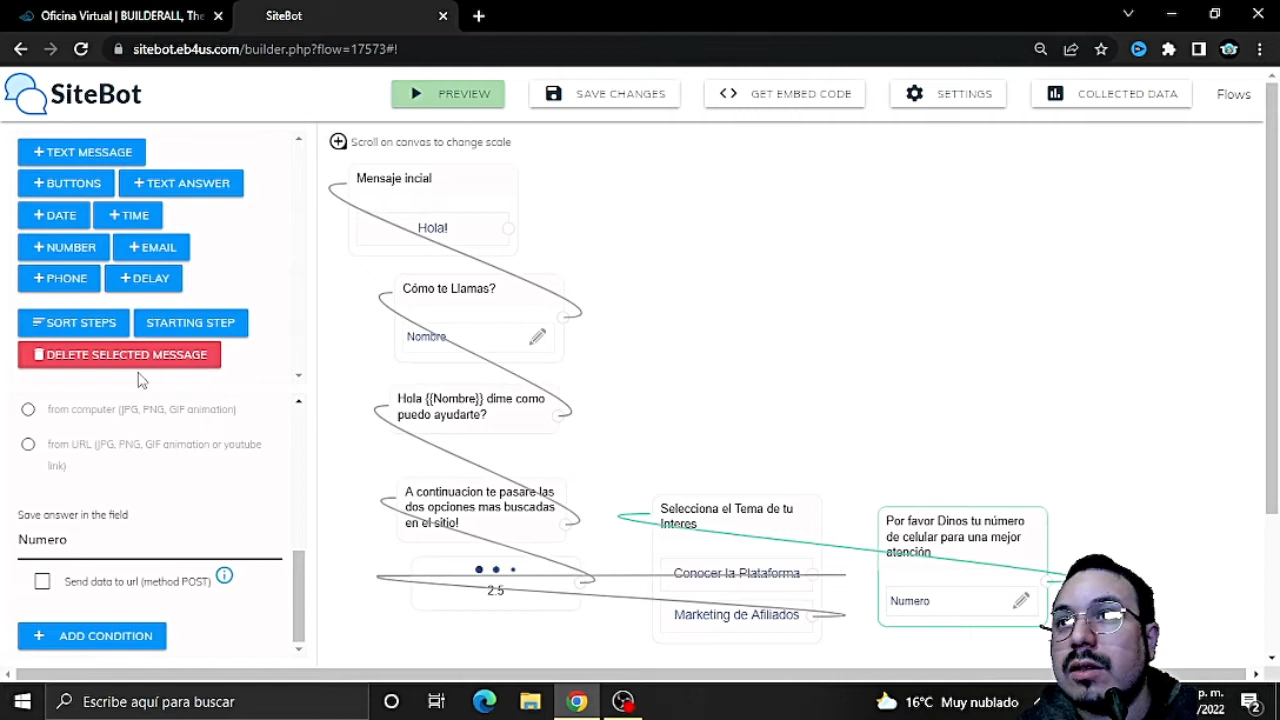 Oficina Virtual | BUILDERALL, The
SiteBot
sitebot.eb4us.com/builder.php?flow=17573#!
SiteBot
PREVIEW
SAVE CHANGES
GET EMBED CODE
SETTINGS
COLLECTED DATA
Flows
+ TEXT MESSAGE
+ BUTTONS
+ TEXT ANSWER
+ DATE
+ TIME
+ NUMBER
+ EMAIL
+ PHONE
+ DELAY
SORT STEPS
STARTING STEP
DELETE SELECTED MESSAGE
from computer (JPG, PNG, GIF animation)
from URL (JPG, PNG, GIF animation or youtube
link)
Save answer in the field
Numero
Send data to url (method POST)
+ ADD CONDITION
Scroll on canvas to change scale
Mensaje incial
Hola!
Cómo te Llamas?
Nombre
Hola {{Nombre}} dime como
puedo ayudarte?
A continuacion te pasare las
dos opciones mas buscadas
en el sitio!
2.5
Selecciona el Tema de tu
Interes
Conocer la Plataforma
Marketing de Afiliados
Por favor Dinos tu número
de celular para una mejor
atención
Numero
Escribe aquí para buscar
16°C Muy nublado
p. m.
/2022
2